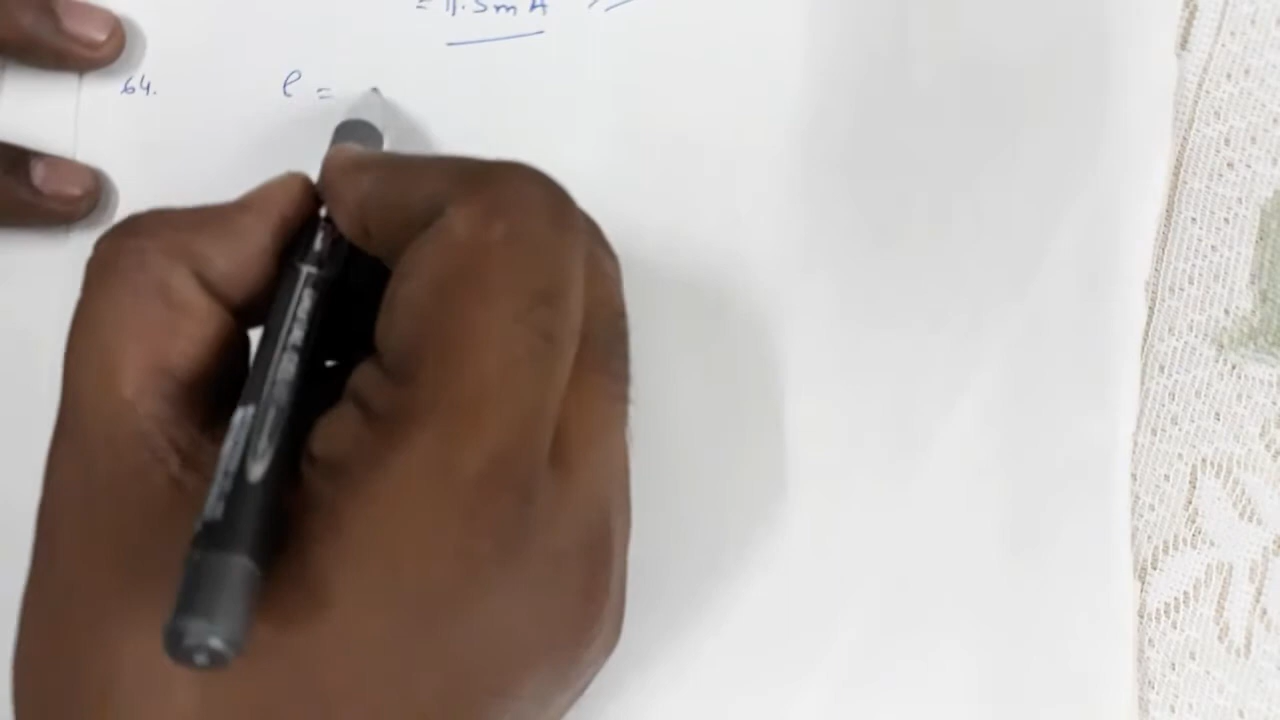 = 11.5mA
64. e =